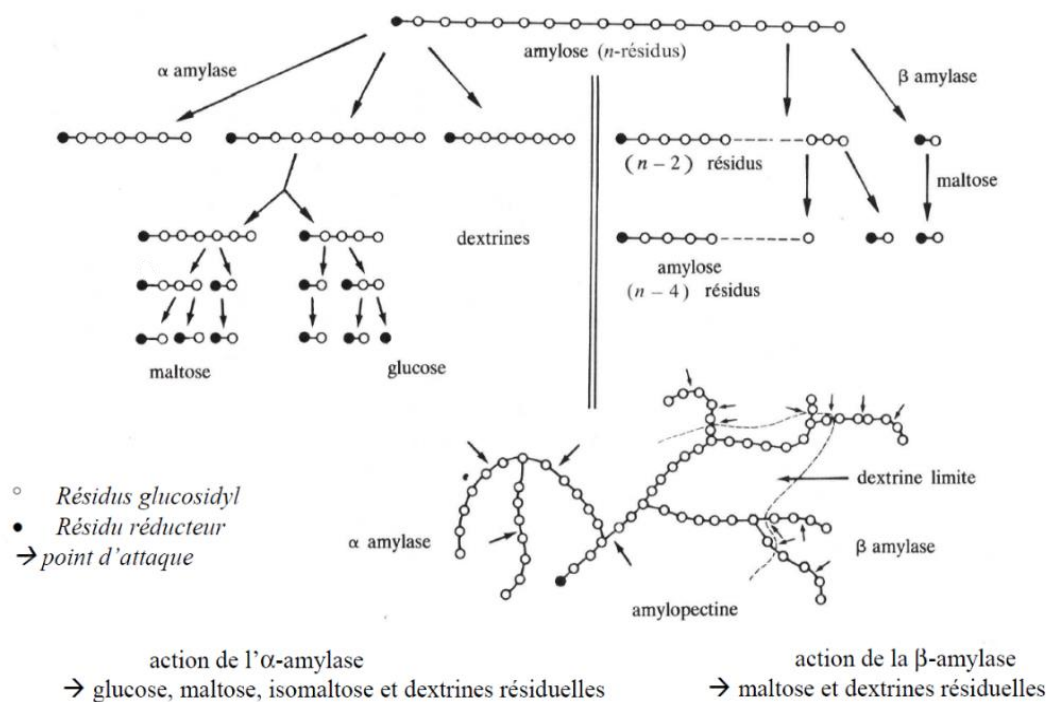 amylose (n-résidus)
α amylase
β amylase
(n – 2) résidus
maltose
dextrines
amylose
(n – 4) résidus
maltose
glucose
○ Résidus glucosidyl
● Résidu réducteur
→ point d'attaque
α amylase
dextrine limite
β amylase
amylopectine
action de l'α-amylase
→ glucose, maltose, isomaltose et dextrines résiduelles
action de la β-amylase
→ maltose et dextrines résiduelles